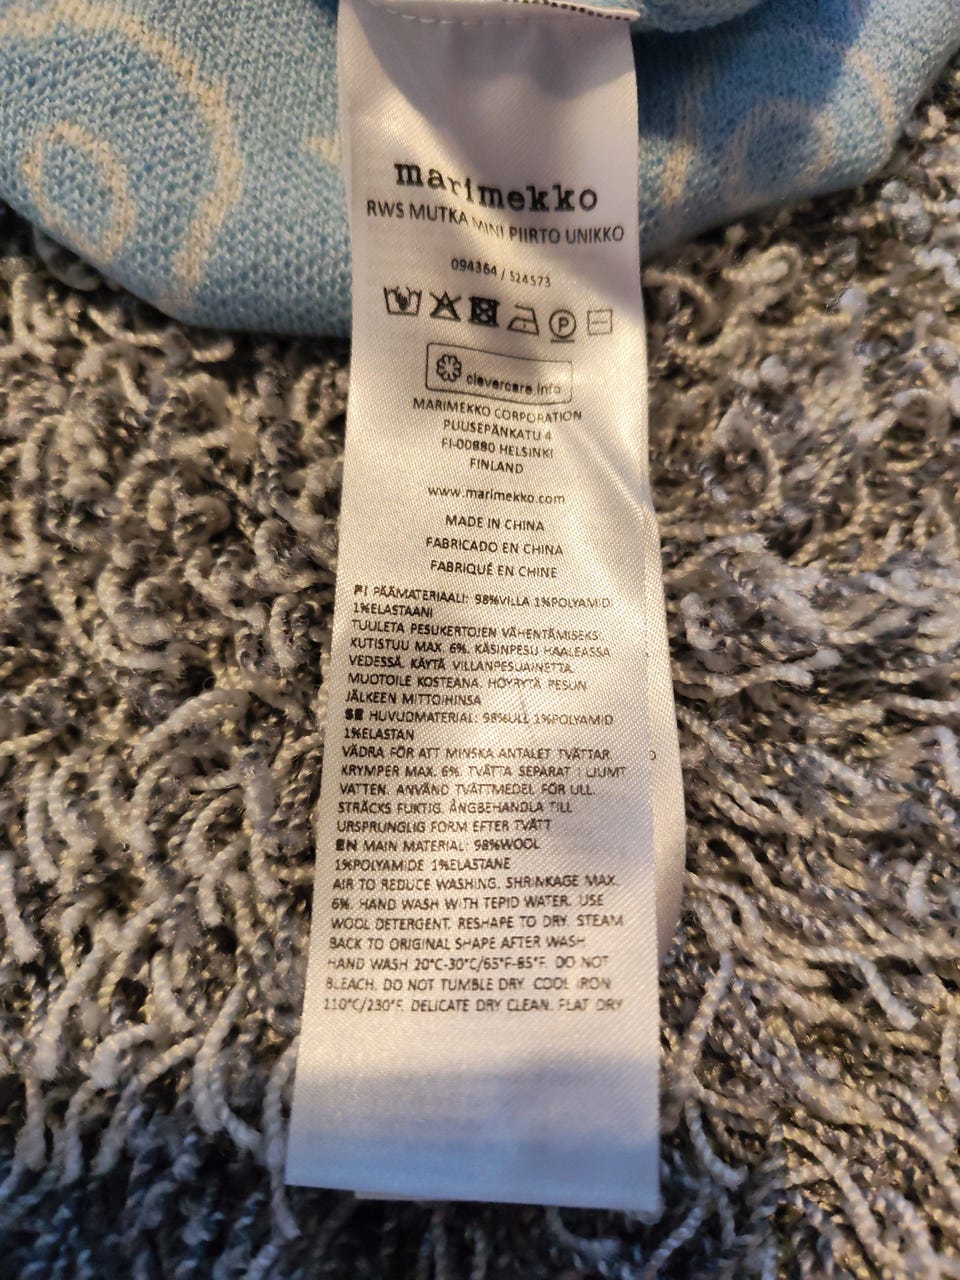 marimekko
RWS MUTKA MINI PIIRTO UNIKKO
094364 / 524573
P
clevercare.info
MARIMEKKO CORPORATION
PUUSEPÄNKATU 4
FI-00880 HELSINKI
FINLAND
www.marimekko.com
MADE IN CHINA
FABRICADO EN CHINA
FABRIQUÉ EN CHINE
FI PÄÄMATERIAALI: 98%VILLA 1%POLYAMID
1%ELASTAANI
TUULETA PESUKERTOJEN VÄHENTÄMISEKSI.
KUTISTUU MAX. 6%. KÄSINPESU HAALEASSA
VEDESSÄ. KÄYTÄ VILLANPESUAINETTA.
MUOTOILE KOSTEANA. HÖYRYTÄ PESUN
JÄLKEEN MITTOIHINSA
SE HUVUDMATERIAL: 98%ULL 1%POLYAMID
1%ELASTAN
VÄDRA FÖR ATT MINSKA ANTALET TVÄTTAR.
KRYMPER MAX. 6%. TVÄTTA SEPARAT I LJUMT
VATTEN. ANVÄND TVÄTTMEDEL FÖR ULL.
STRÄCKS FUKTIG. ÅNGBEHANDLA TILL
URSPRUNGLIG FORM EFTER TVÄTT
EN MAIN MATERIAL: 98%WOOL
1%POLYAMIDE 1%ELASTANE
AIR TO REDUCE WASHING. SHRINKAGE MAX.
6%. HAND WASH WITH TEPID WATER. USE
WOOL DETERGENT. RESHAPE TO DRY. STEAM
BACK TO ORIGINAL SHAPE AFTER WASH
HAND WASH 20°C-30°C/65°F-85°F. DO NOT
BLEACH. DO NOT TUMBLE DRY. COOL IRON
110°C/230°F. DELICATE DRY CLEAN. FLAT DRY